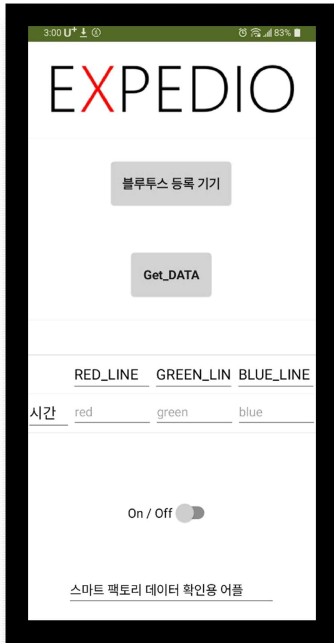 3:00 U+ 83%
EXPEDIO
블루투스 등록 기기
Get_DATA
RED_LINE GREEN_LIN BLUE_LINE
시간 red green blue
On / Off
스마트 팩토리 데이터 확인용 어플